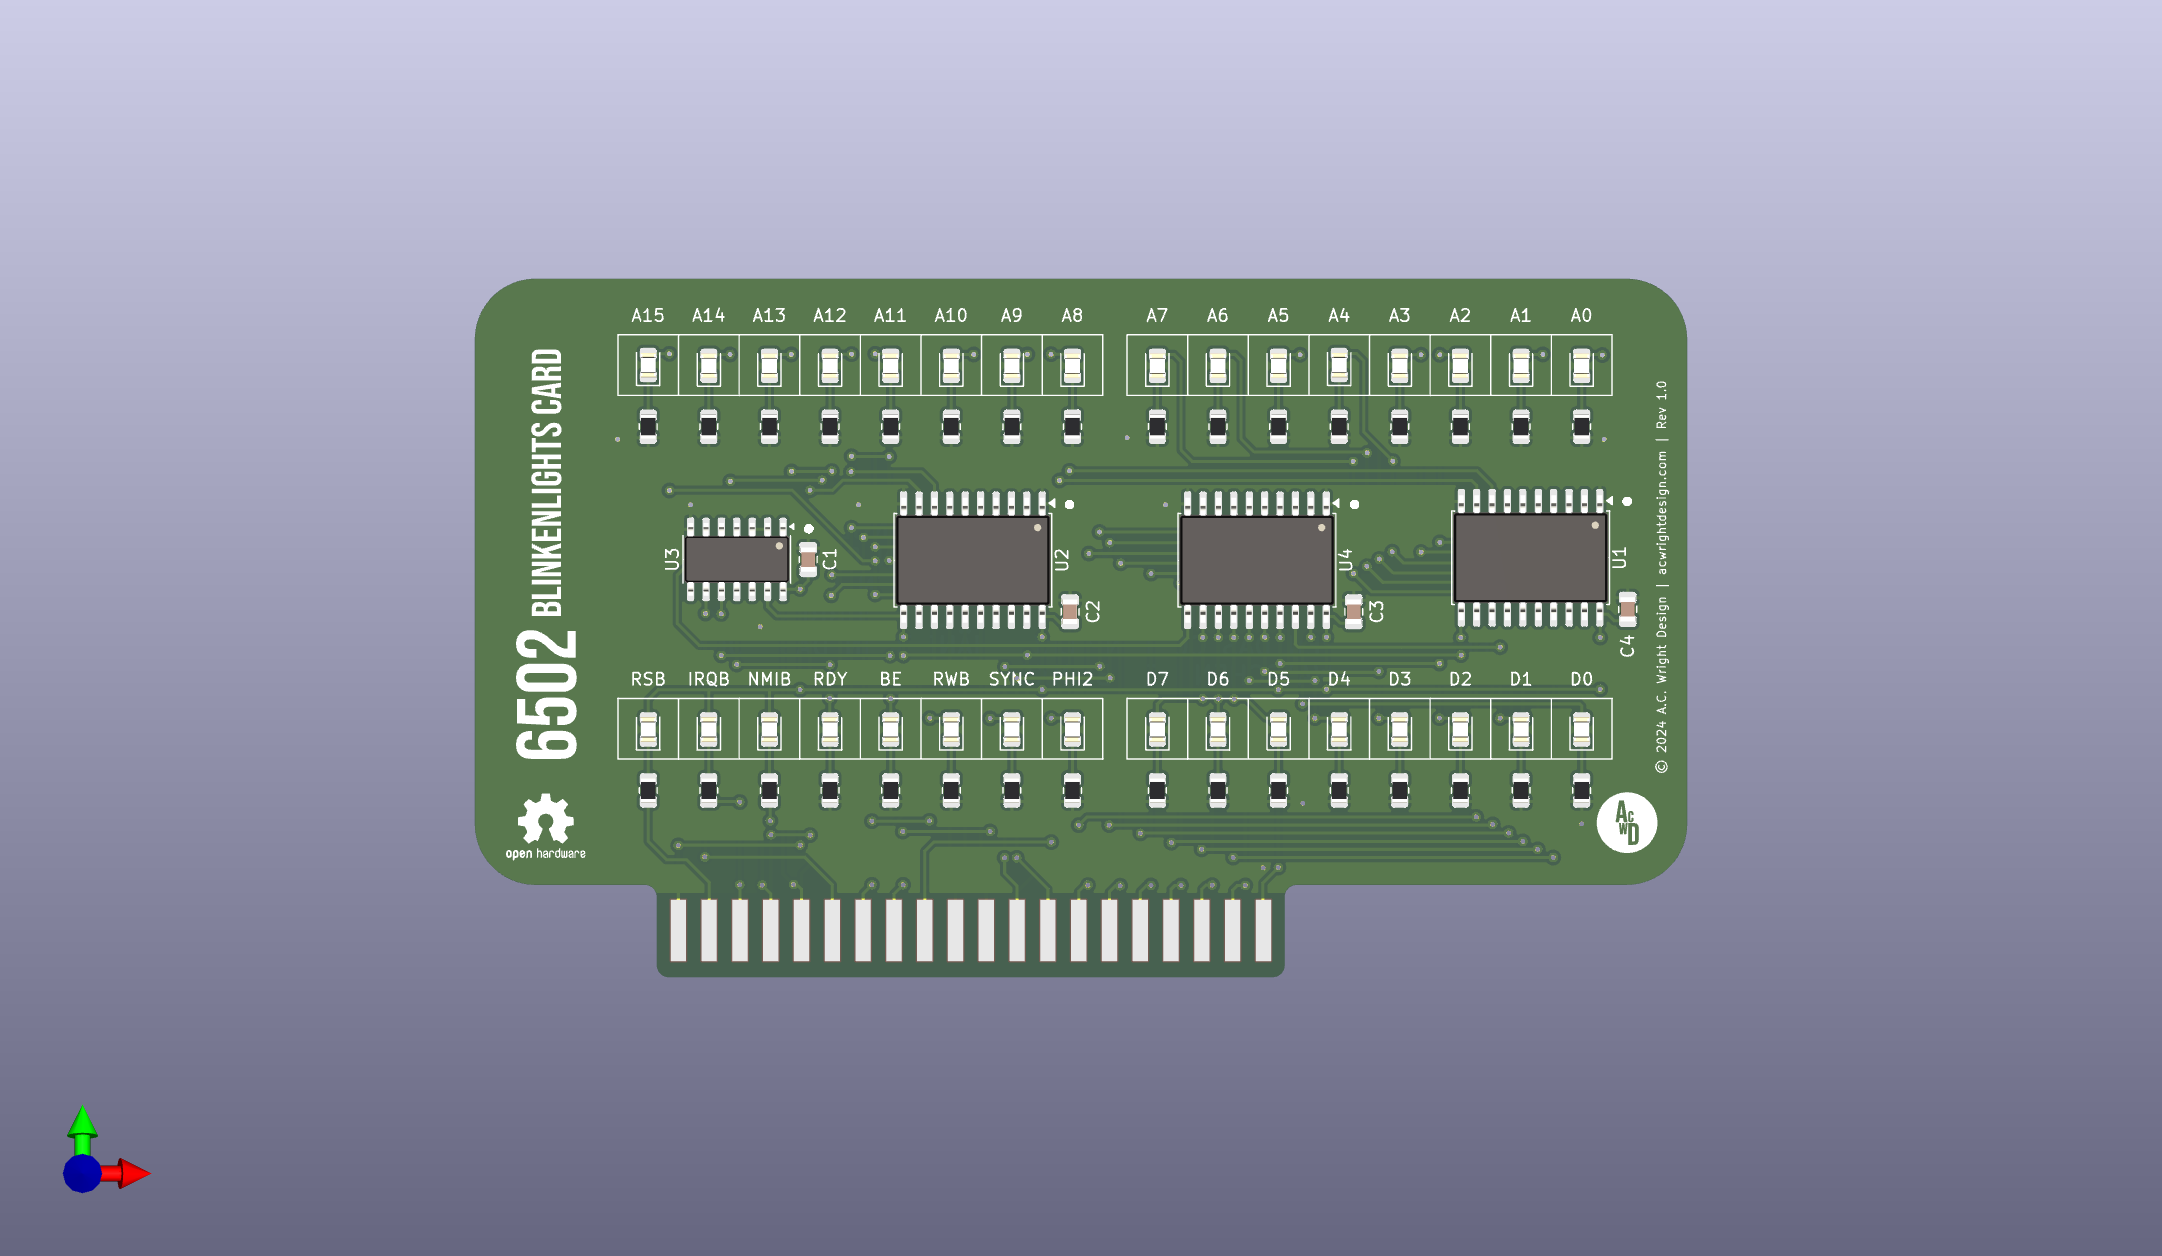 A15 A14 A13 A12 A11 A10 A9 A8 A7 A6 A5 A4 A3 A2 A1 A0
6502 BLINKENLIGHTS CARD
© 2024 A.C. Wright Design | acwrightdesign.com | Rev 1.0
U3 C1 U2 U4 U1
C2 C3 C4
RSB IRQB NMIB RDY BE RWB SYNC PHI2 D7 D6 D5 D4 D3 D2 D1 D0
open hardware
ACWD